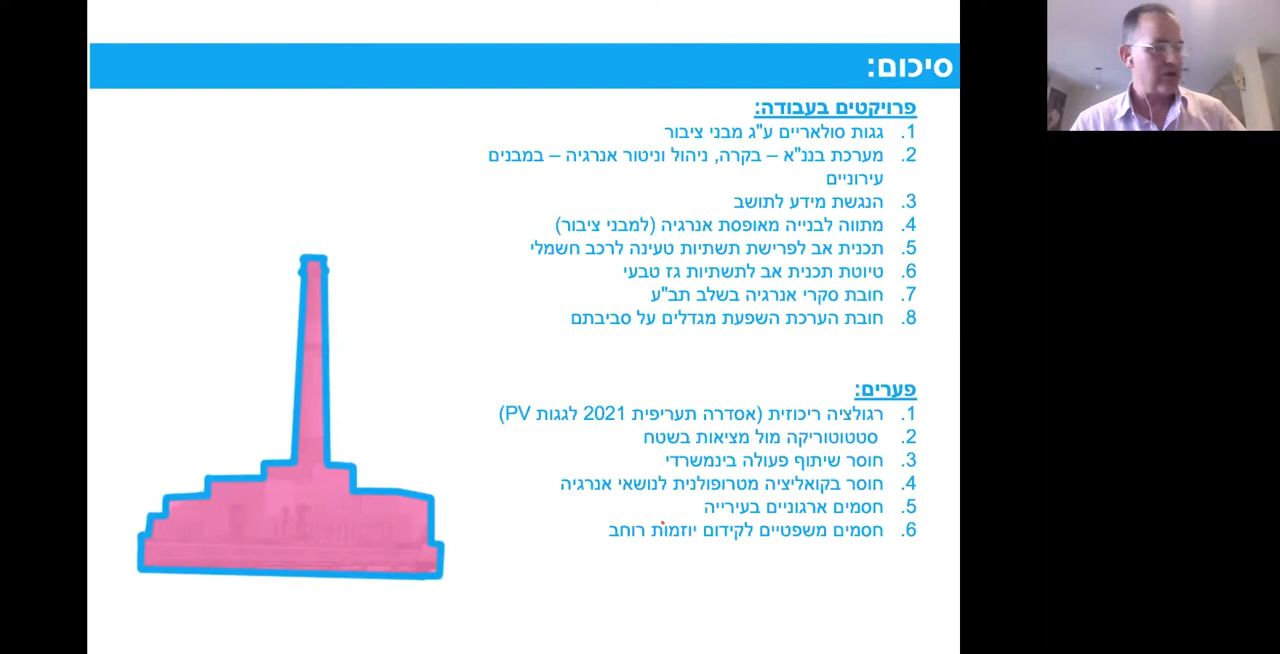 סיכום:
פרויקטים בעבודה:
1. גגות סולאריים ע"ג מבני ציבור
2. מערכת בננ"א – בקרה, ניהול וניטור אנרגיה – במבנים
עירוניים
3. הנגשת מידע לתושב
4. מתווה לבנייה מאופסת אנרגיה (למבני ציבור)
5. תכנית אב לפרישת תשתיות טעינה לרכב חשמלי
6. טיוטת תכנית אב לתשתיות גז טבעי
7. חובת סקרי אנרגיה בשלב תב"ע
8. חובת הערכת השפעת מגדלים על סביבתם
פערים:
1. רגולציה ריכוזית (אסדרה תעריפית 2021 לגגות PV)
2. סטטוטוריקה מול מציאות בשטח
3. חוסר שיתוף פעולה בינמשרדי
4. חוסר בקואליציה מטרופולנית לנושאי אנרגיה
5. חסמים ארגוניים בעירייה
6. חסמים משפטיים לקידום יוזמות רוחב